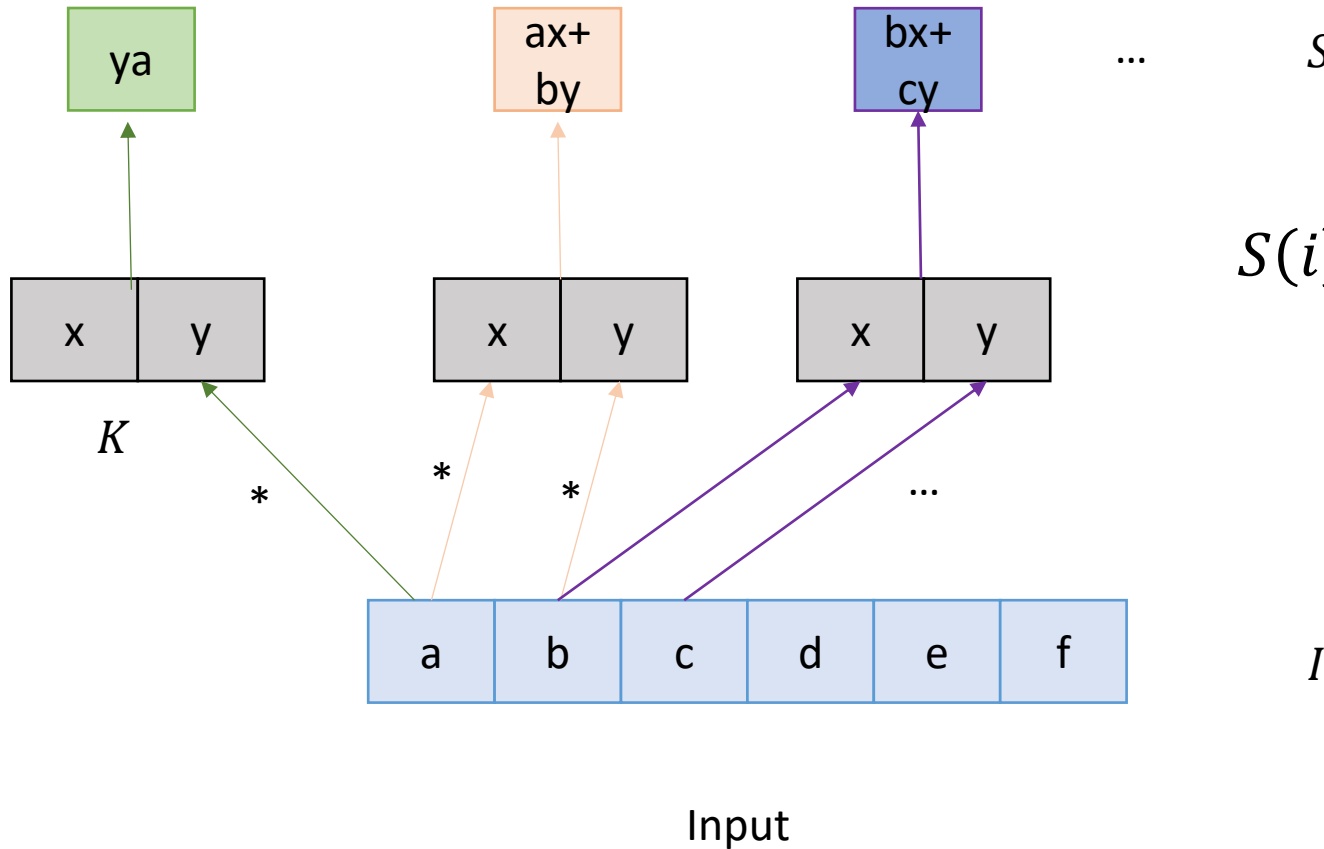 ya
ax+
by
bx+
cy
...
S
S(i)
x y
x y
x y
K
*
*
*
...
a b c d e f
I
Input